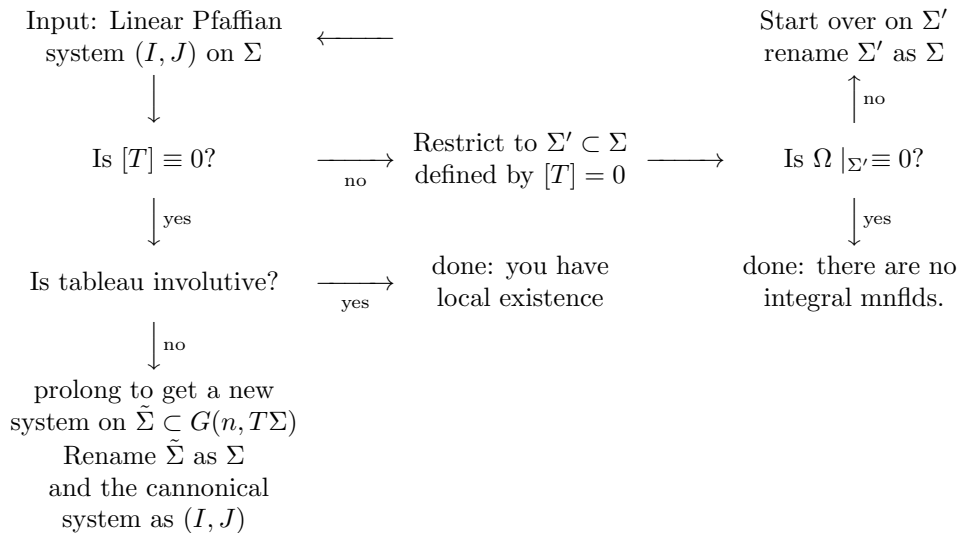 Input: Linear Pfaffian
system (I, J) on Σ
Start over on Σ′
rename Σ′ as Σ
no
Is [T] ≡ 0?
no
Restrict to Σ′ ⊂ Σ
defined by [T] = 0
Is Ω |Σ′≡ 0?
yes
yes
Is tableau involutive?
yes
done: you have
local existence
done: there are no
integral mnflds.
no
prolong to get a new
system on Σ̃ ⊂ G(n, TΣ)
Rename Σ̃ as Σ
and the cannonical
system as (I, J)